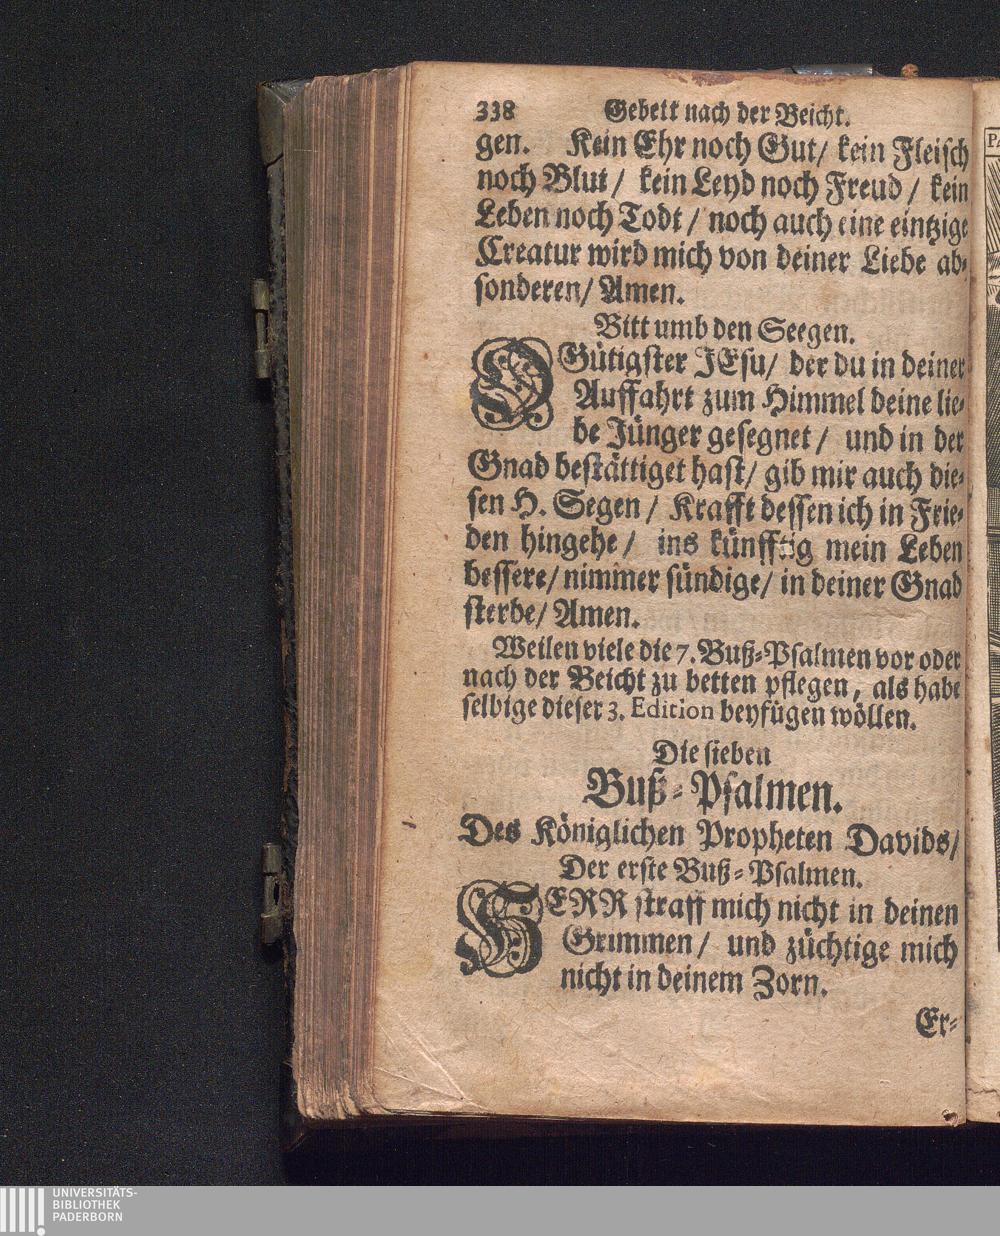 338 Gebett nach der Beicht.
gen. Kein Ehr noch Gut/ kein Fleisch
noch Blut / kein Leyd noch Freud / kein
Leben noch Todt / noch auch eine eintzige
Creatur wird mich von deiner Liebe ab-
sonderen/ Amen.
Bitt umb den Seegen.
O Gütigster JEsu/ der du in deiner
Auffahrt zum Himmel deine lie-
be Jünger gesegnet / und in der
Gnad bestättiget hast/ gib mir auch die-
sen H. Segen / Krafft dessen ich in Frie-
den hingehe / ins künfftig mein Leben
bessere/ nimmer sündige/ in deiner Gnad
sterbe/ Amen.
Weilen viele die 7. Buß-Psalmen vor oder
nach der Beicht zu betten pflegen, als habe
selbige dieser 3. Edition beyfügen wöllen.
Die sieben
Buß-Psalmen.
Des Königlichen Propheten Davids/
Der erste Buß-Psalmen.
HERR straff mich nicht in deinen
Grimmen / und züchtige mich
nicht in deinem Zorn.
Er-
UNIVERSITÄTS-
BIBLIOTHEK
PADERBORN